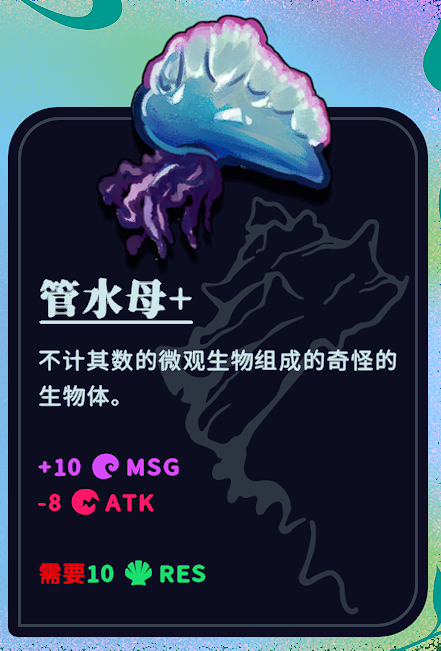 管水母+
不计其数的微观生物组成的奇怪的
生物体。
+10 MSG
-8 ATK
需要10 RES